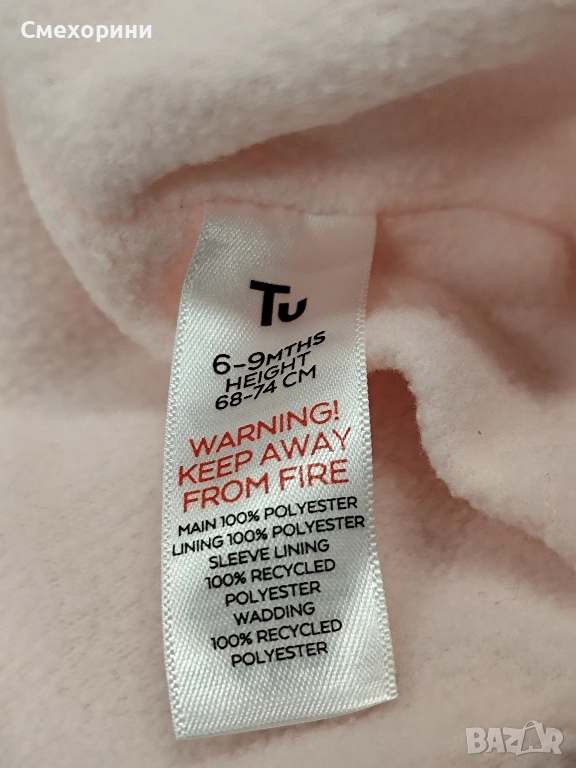 Смехорини
Tu
6-9MTHS
HEIGHT
68-74 CM
WARNING!
KEEP AWAY
FROM FIRE
MAIN 100% POLYESTER
LINING 100% POLYESTER
SLEEVE LINING
100% RECYCLED
POLYESTER
WADDING
100% RECYCLED
POLYESTER
BAZAR